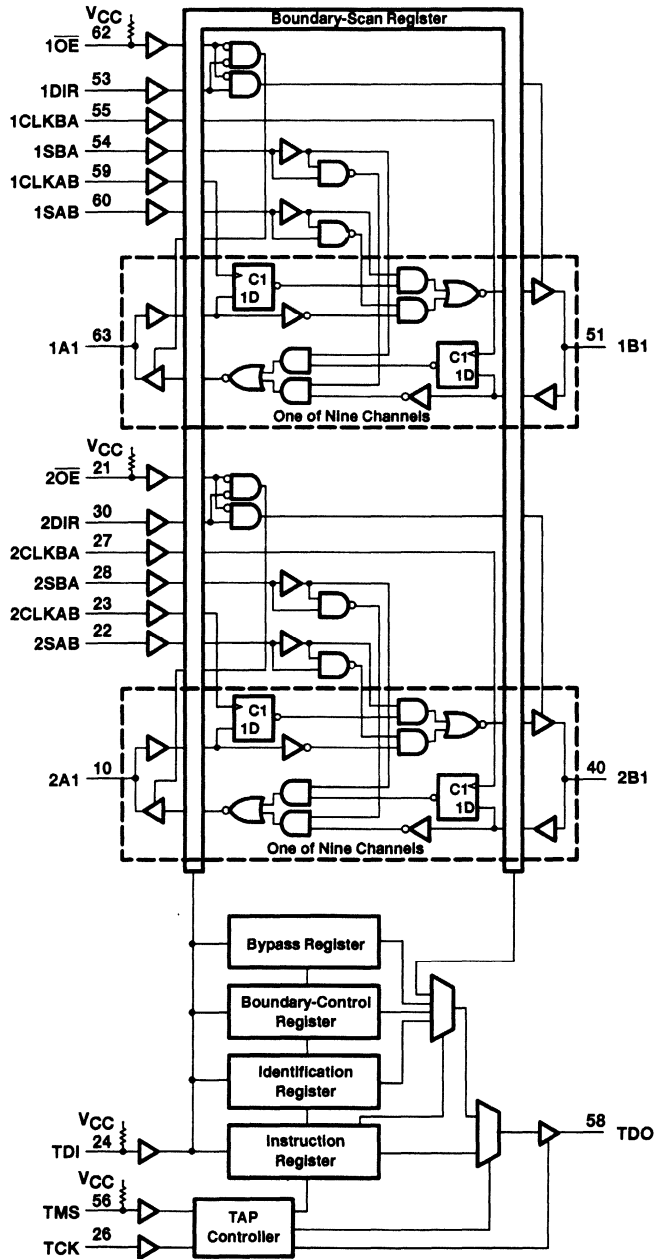 Boundary-Scan Register
VCC
1O̅E̅ 62
1DIR 53
1CLKBA 55
1SBA 54
1CLKAB 59
1SAB 60
C1
1D
1A1 63
51 1B1
C1
1D
One of Nine Channels
VCC
2O̅E̅ 21
2DIR 30
2CLKBA 27
2SBA 28
2CLKAB 23
2SAB 22
C1
1D
2A1 10
40 2B1
C1
1D
One of Nine Channels
Bypass Register
Boundary-Control
Register
Identification
Register
VCC
TDI 24
Instruction
Register
58 TDO
VCC
TMS 56
TAP
Controller
TCK 26